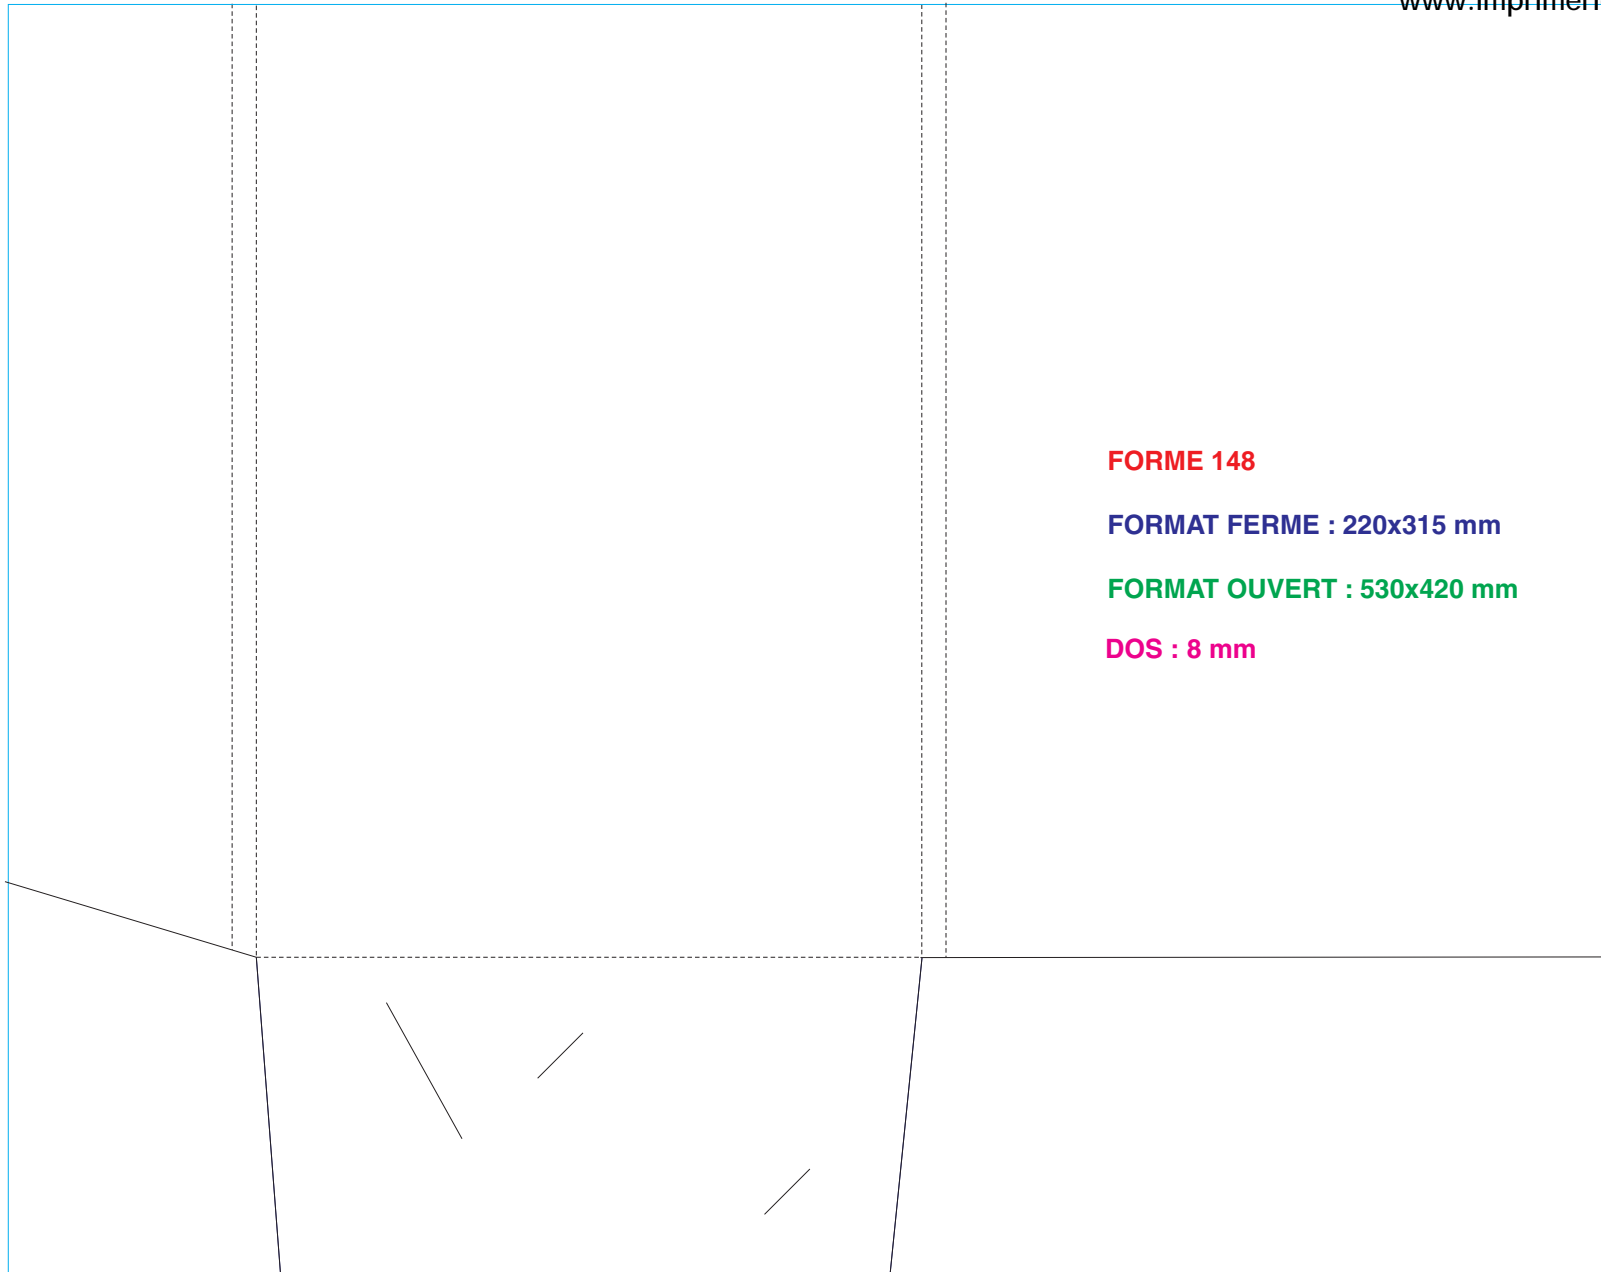 FORME 148
FORMAT FERME : 220x315 mm
FORMAT OUVERT : 530x420 mm
DOS : 8 mm